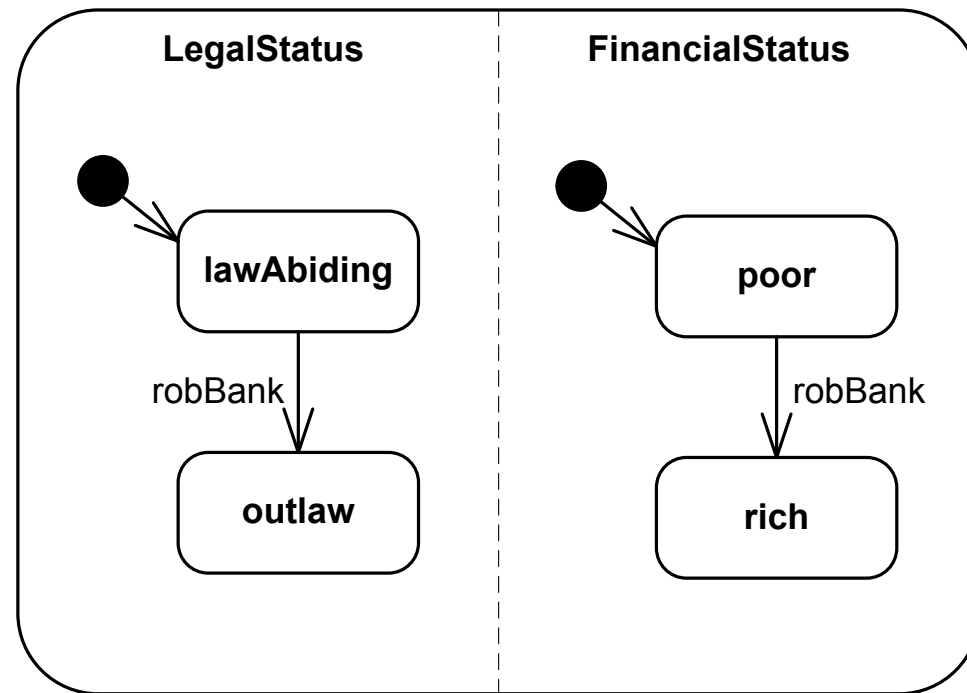 LegalStatus
FinancialStatus
lawAbiding
poor
robBank
robBank
outlaw
rich